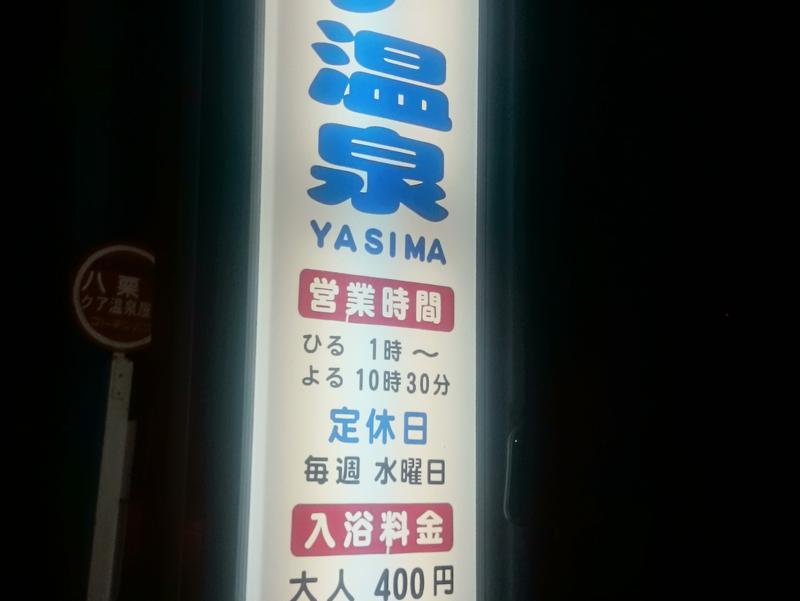 温泉
YASIMA
営業時間
ひる 1時～
よる 10時30分
定休日
毎週 水曜日
入浴料金
大人 400円
八栗
クア温泉屋